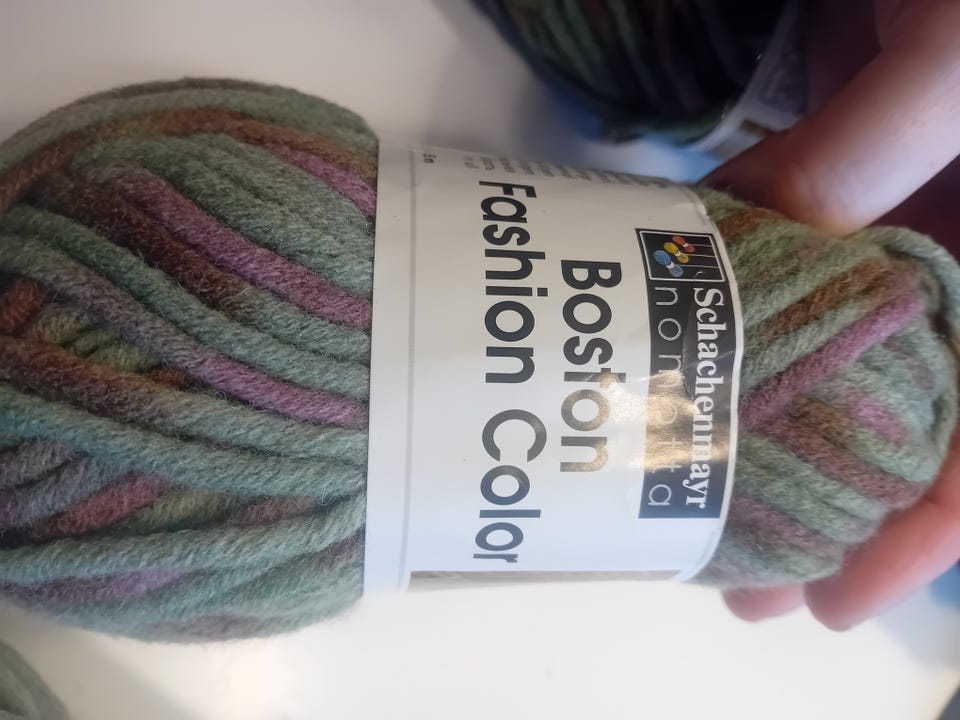 Schachenmayr
nomotta
Boston
Fashion Color